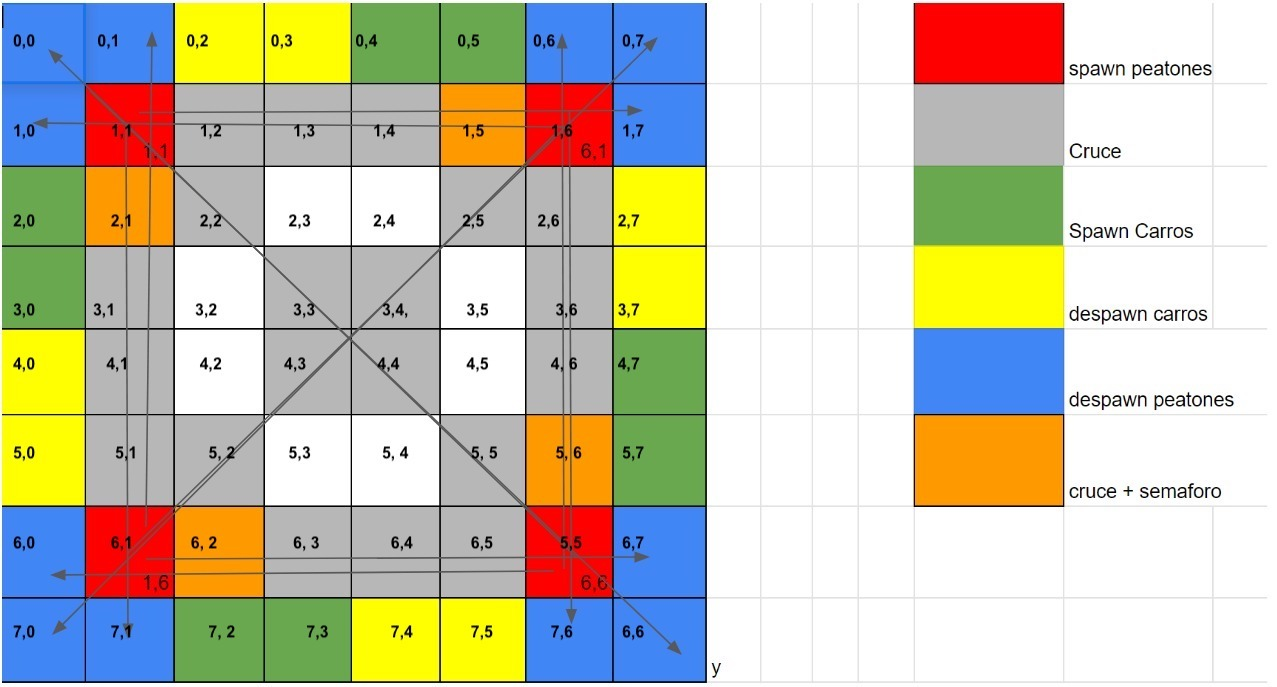 0,0 0,1 0,2 0,3 0,4 0,5 0,6 0,7
spawn peatones
1,0 1,1 1,2 1,3 1,4 1,5 1,6 1,7
1,1 6,1
Cruce
2,0 2,1 2,2 2,3 2,4 2,5 2,6 2,7
Spawn Carros
3,0 3,1 3,2 3,3 3,4, 3,5 3,6 3,7
despawn carros
4,0 4,1 4,2 4,3 4,4 4,5 4, 6 4,7
despawn peatones
5,0 5,1 5, 2 5,3 5, 4 5, 5 5, 6 5,7
cruce + semaforo
6,0 6,1 6, 2 6, 3 6,4 6,5 5,5 6,7
1,6 6,6
7,0 7,1 7, 2 7,3 7,4 7,5 7,6 6,6
y